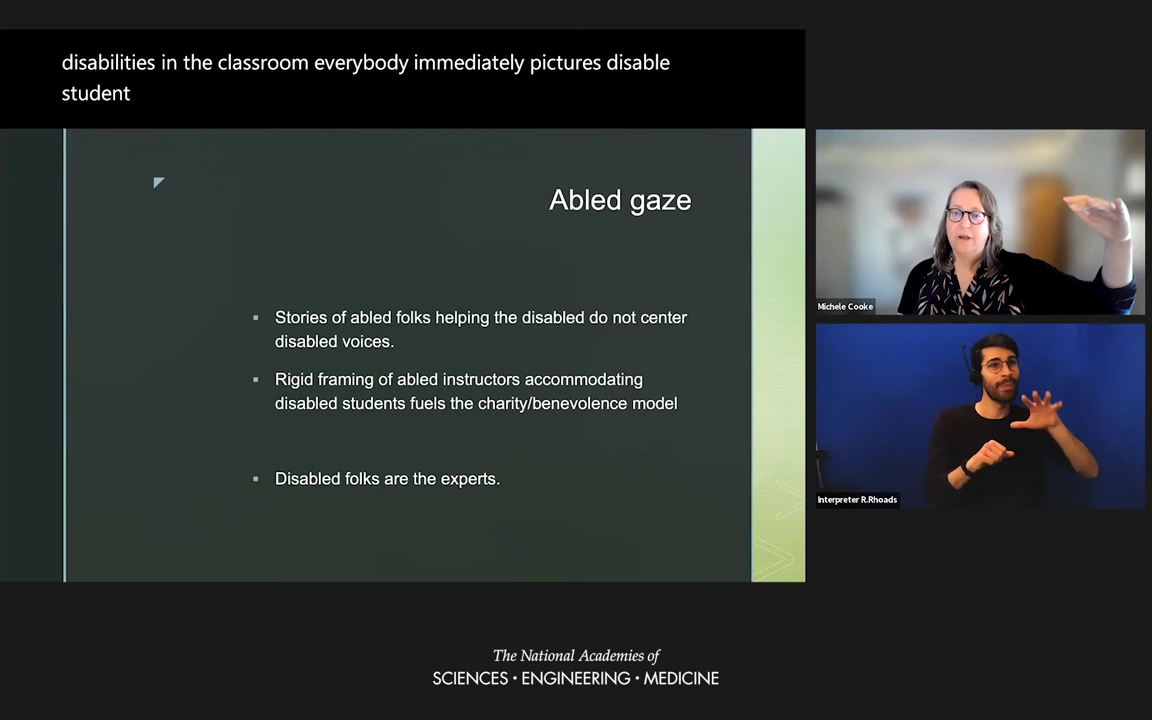 disabilities in the classroom everybody immediately pictures disable
student
Abled gaze
▪ Stories of abled folks helping the disabled do not center
disabled voices.
▪ Rigid framing of abled instructors accommodating
disabled students fuels the charity/benevolence model
▪ Disabled folks are the experts.
Michele Cooke
Interpreter R.Rhoads
The National Academies of
SCIENCES • ENGINEERING • MEDICINE